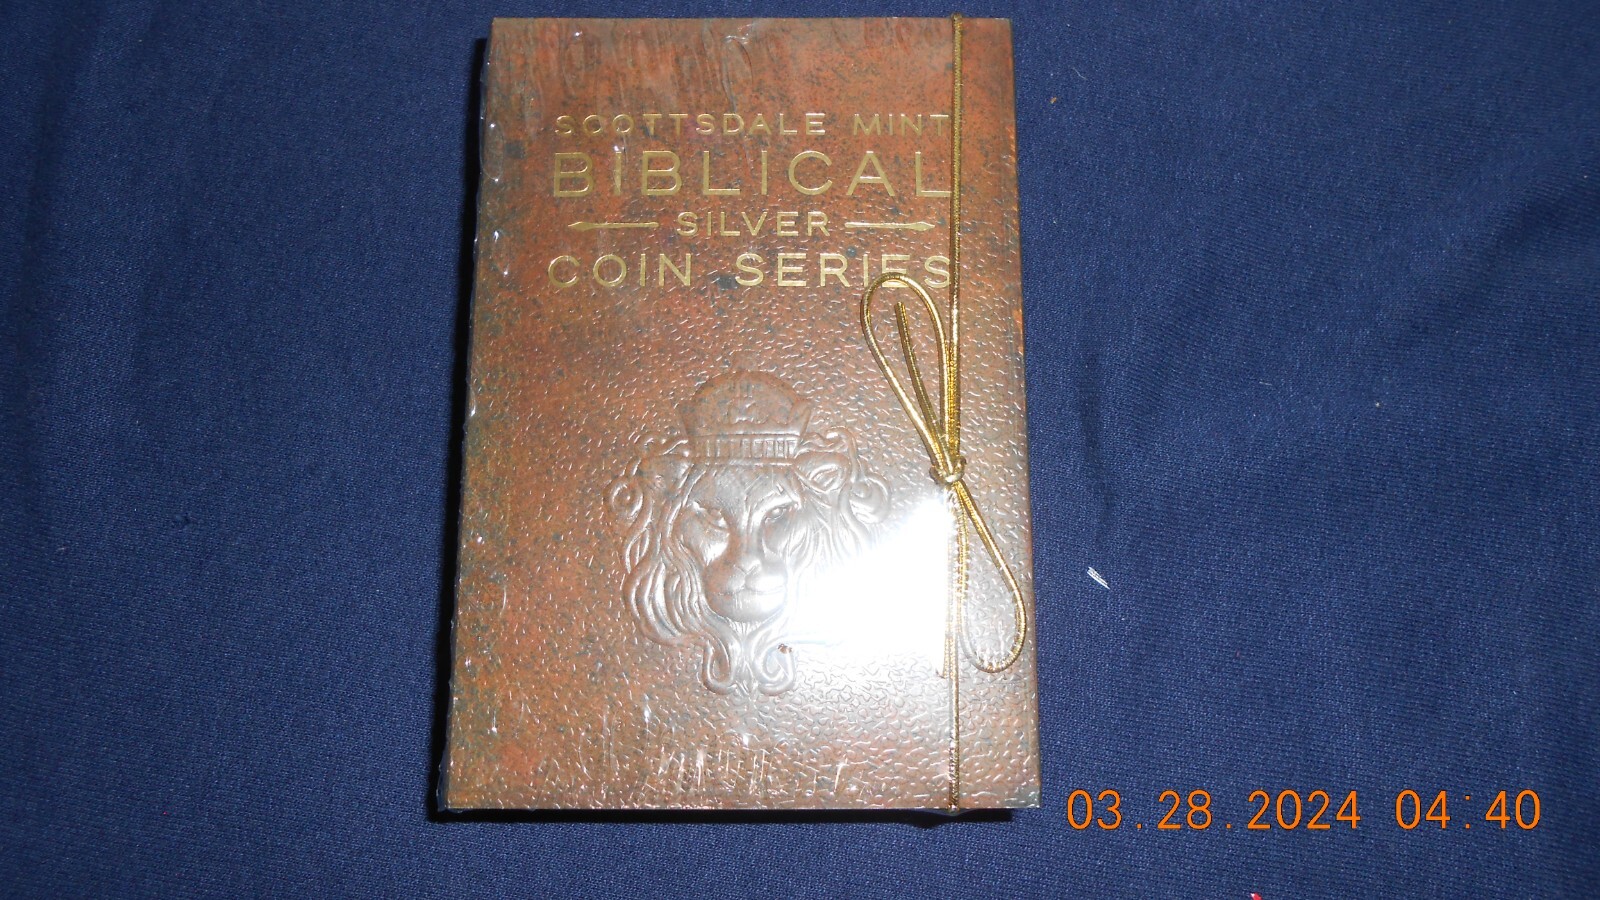 SCOTTSDALE MINT
BIBLICAL
SILVER
COIN SERIES
03.28.2024 04:40